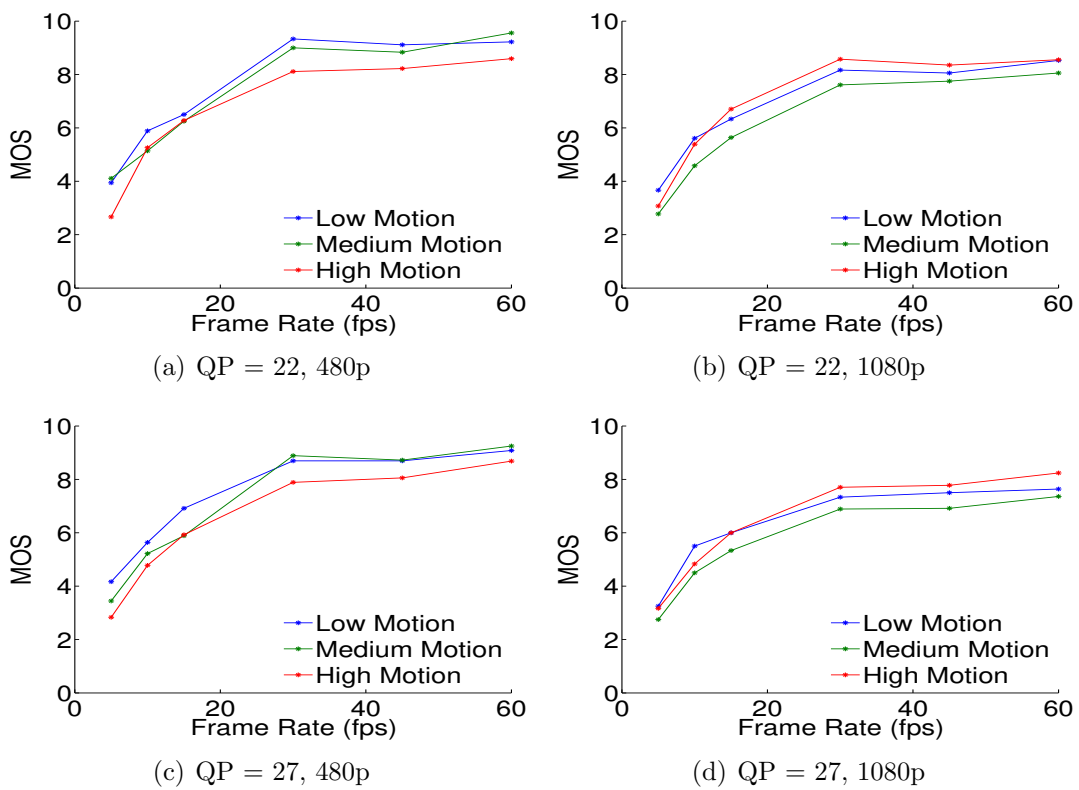 10
8
6
4
2
0
MOS
Low Motion
Medium Motion
High Motion
0 20 40 60
Frame Rate (fps)
(a) QP = 22, 480p
10
8
6
4
2
0
MOS
Low Motion
Medium Motion
High Motion
0 20 40 60
Frame Rate (fps)
(b) QP = 22, 1080p
10
8
6
4
2
0
MOS
Low Motion
Medium Motion
High Motion
0 20 40 60
Frame Rate (fps)
(c) QP = 27, 480p
10
8
6
4
2
0
MOS
Low Motion
Medium Motion
High Motion
0 20 40 60
Frame Rate (fps)
(d) QP = 27, 1080p